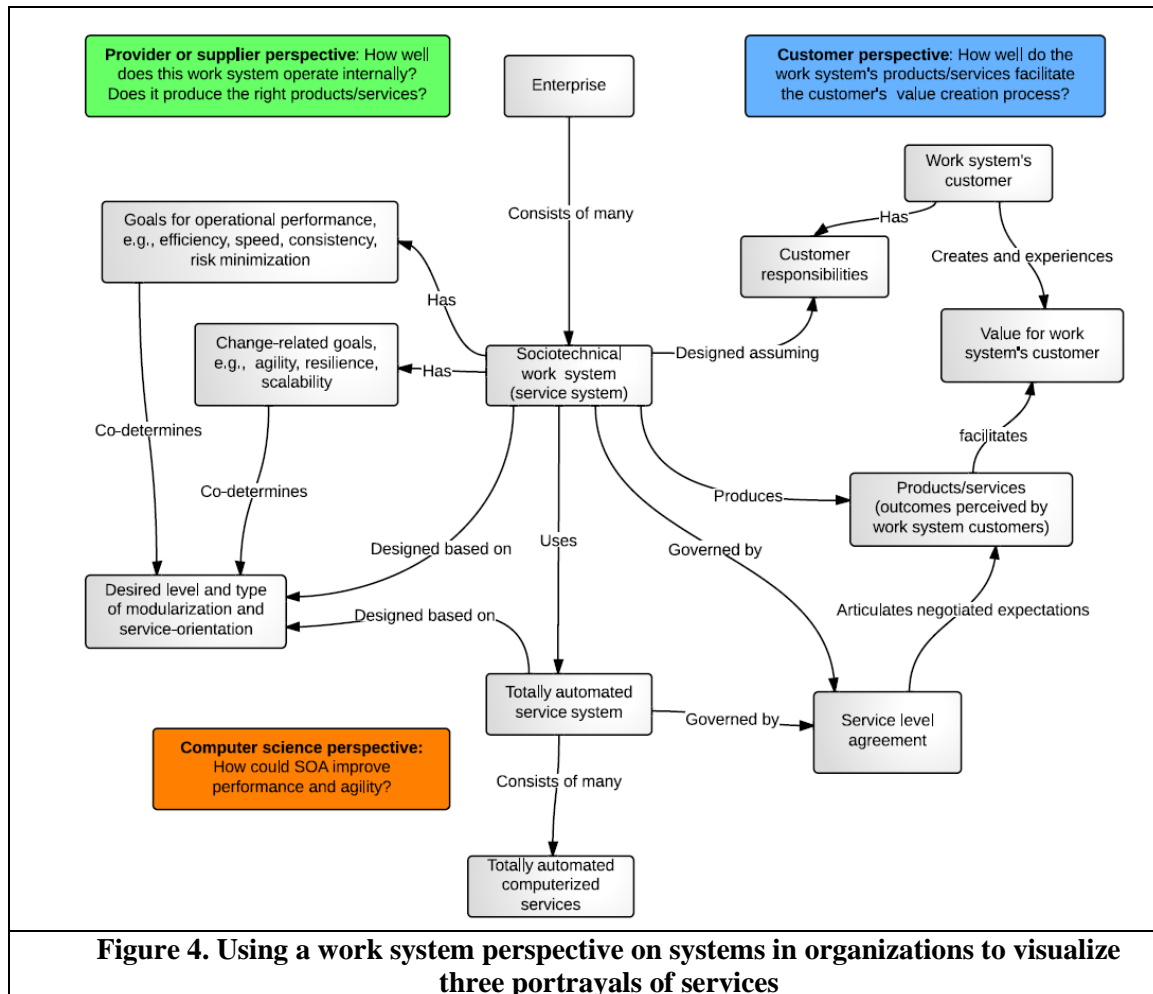 Provider or supplier perspective: How well
does this work system operate internally?
Does it produce the right products/services?
Enterprise
Customer perspective: How well do the
work system's products/services facilitate
the customer's value creation process?
Work system's
customer
Consists of many
Has
Goals for operational performance,
e.g., efficiency, speed, consistency,
risk minimization
Customer
responsibilities
Creates and experiences
Has
Change-related goals,
e.g., agility, resilience,
scalability
Has
Sociotechnical
work system
(service system)
Designed assuming
Value for work
system's customer
Co-determines
facilitates
Co-determines
Produces
Products/services
(outcomes perceived by
work system customers)
Designed based on
Uses
Governed by
Desired level and type
of modularization and
service-orientation
Designed based on
Articulates negotiated expectations
Totally automated
service system
Governed by
Service level
agreement
Computer science perspective:
How could SOA improve
performance and agility?
Consists of many
Totally automated
computerized
services
Figure 4. Using a work system perspective on systems in organizations to visualize
three portrayals of services